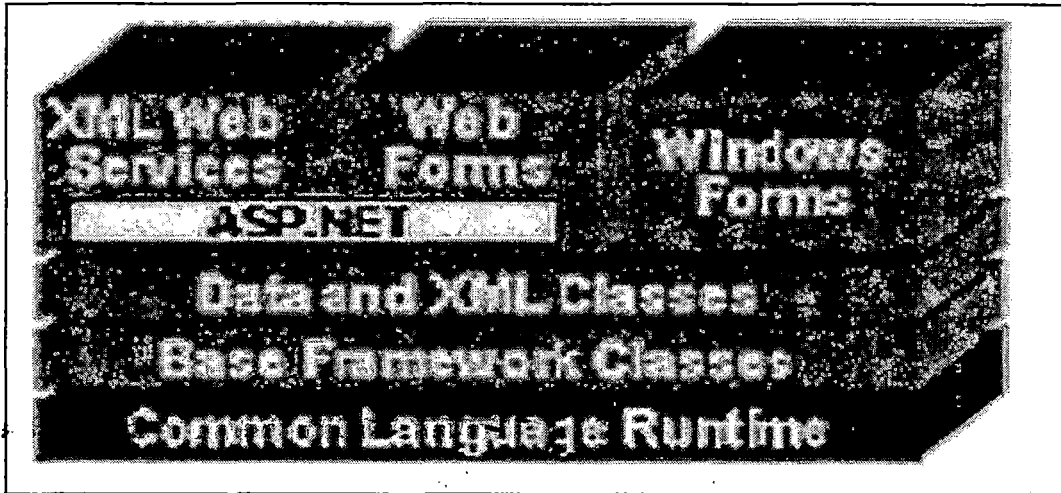 XML Web
Services
Web
Forms
Windows
Forms
ASP.NET
Data and XML Classes
Base Framework Classes
Common Language Runtime